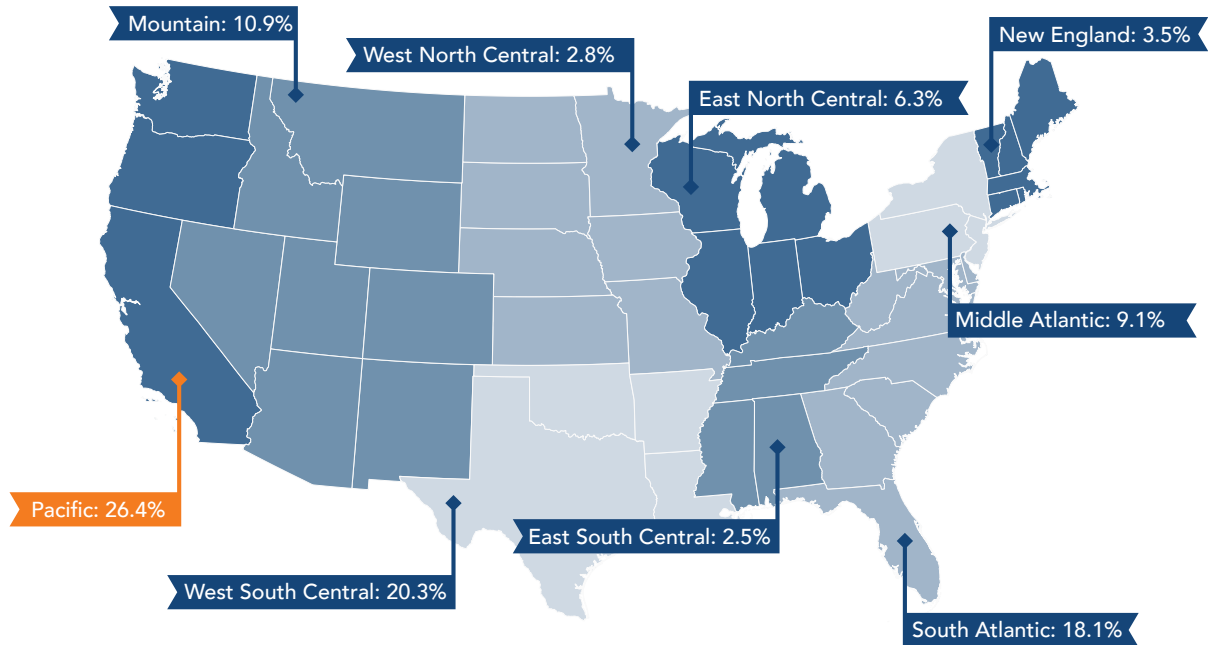 Mountain: 10.9%
West North Central: 2.8%
New England: 3.5%
East North Central: 6.3%
Middle Atlantic: 9.1%
Pacific: 26.4%
East South Central: 2.5%
West South Central: 20.3%
South Atlantic: 18.1%